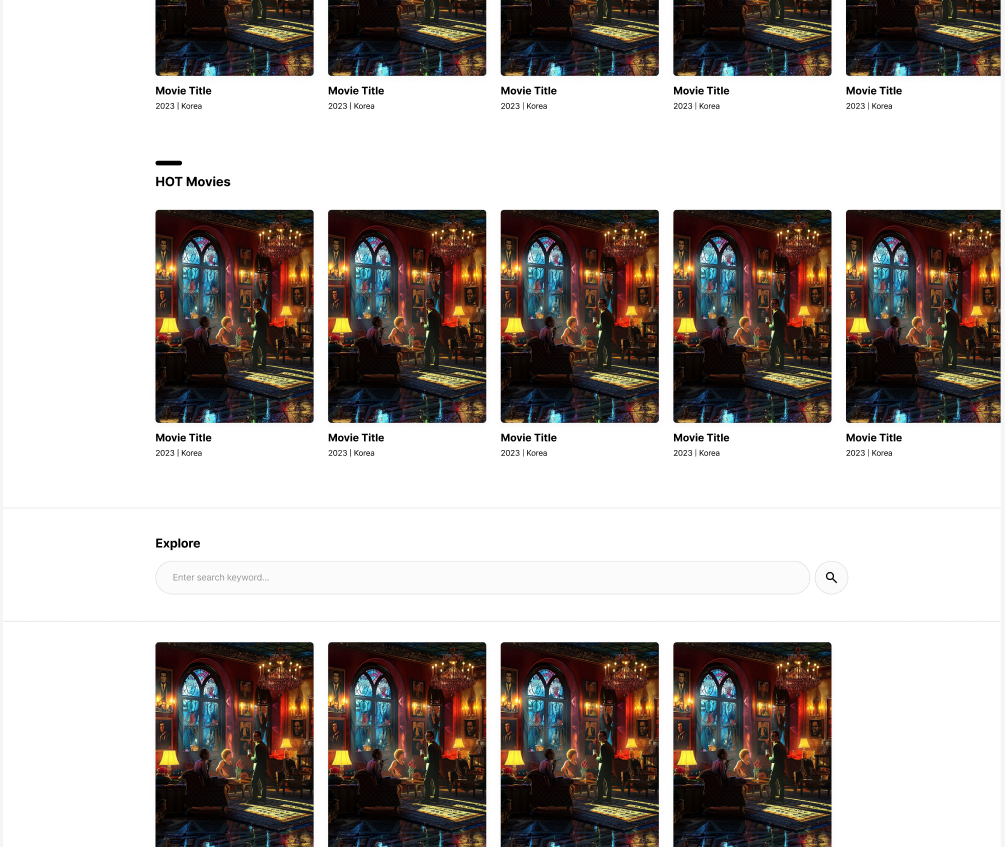 Movie Title Movie Title Movie Title Movie Title Movie Title
2023 | Korea 2023 | Korea 2023 | Korea 2023 | Korea 2023 | Korea
HOT Movies
Movie Title Movie Title Movie Title Movie Title Movie Title
2023 | Korea 2023 | Korea 2023 | Korea 2023 | Korea 2023 | Korea
Explore
Enter search keyword...